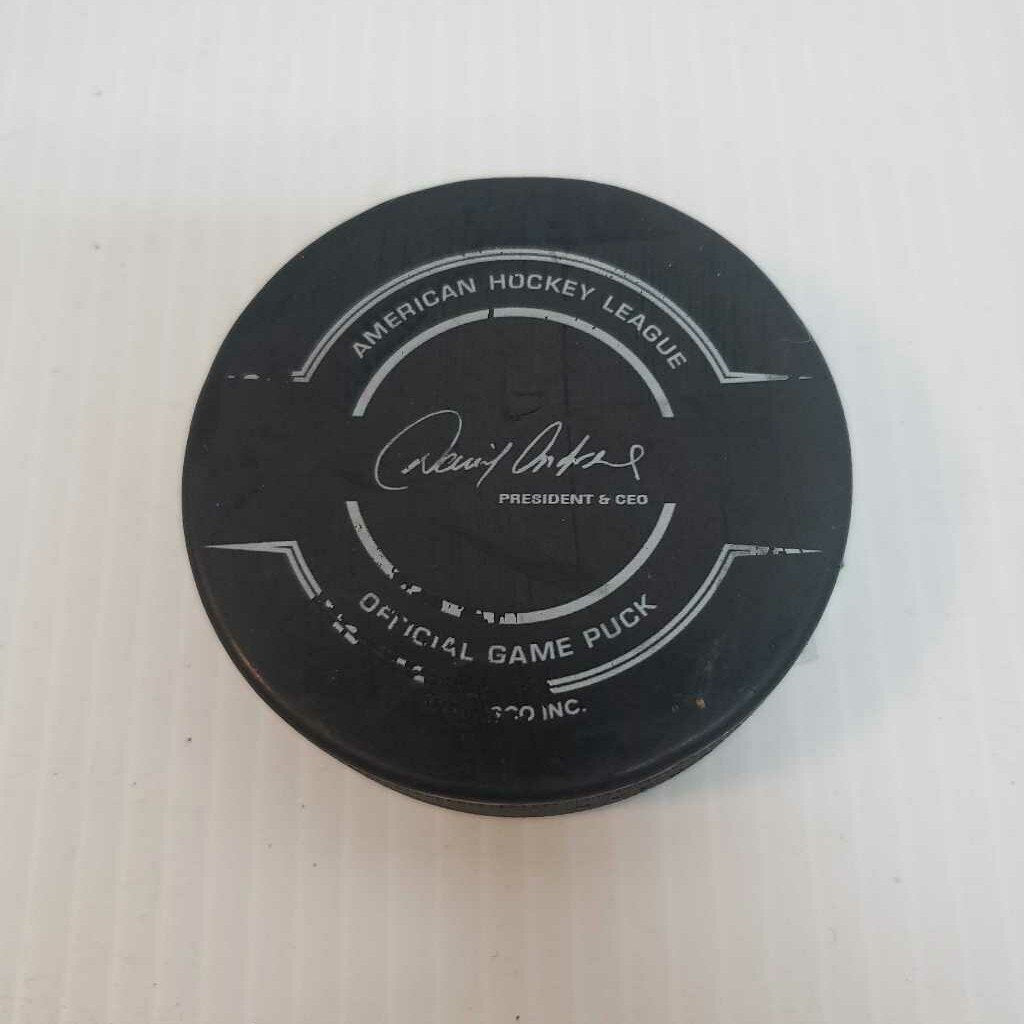 AMERICAN HOCKEY LEAGUE
PRESIDENT & CEO
OFFICIAL GAME PUCK
INC.